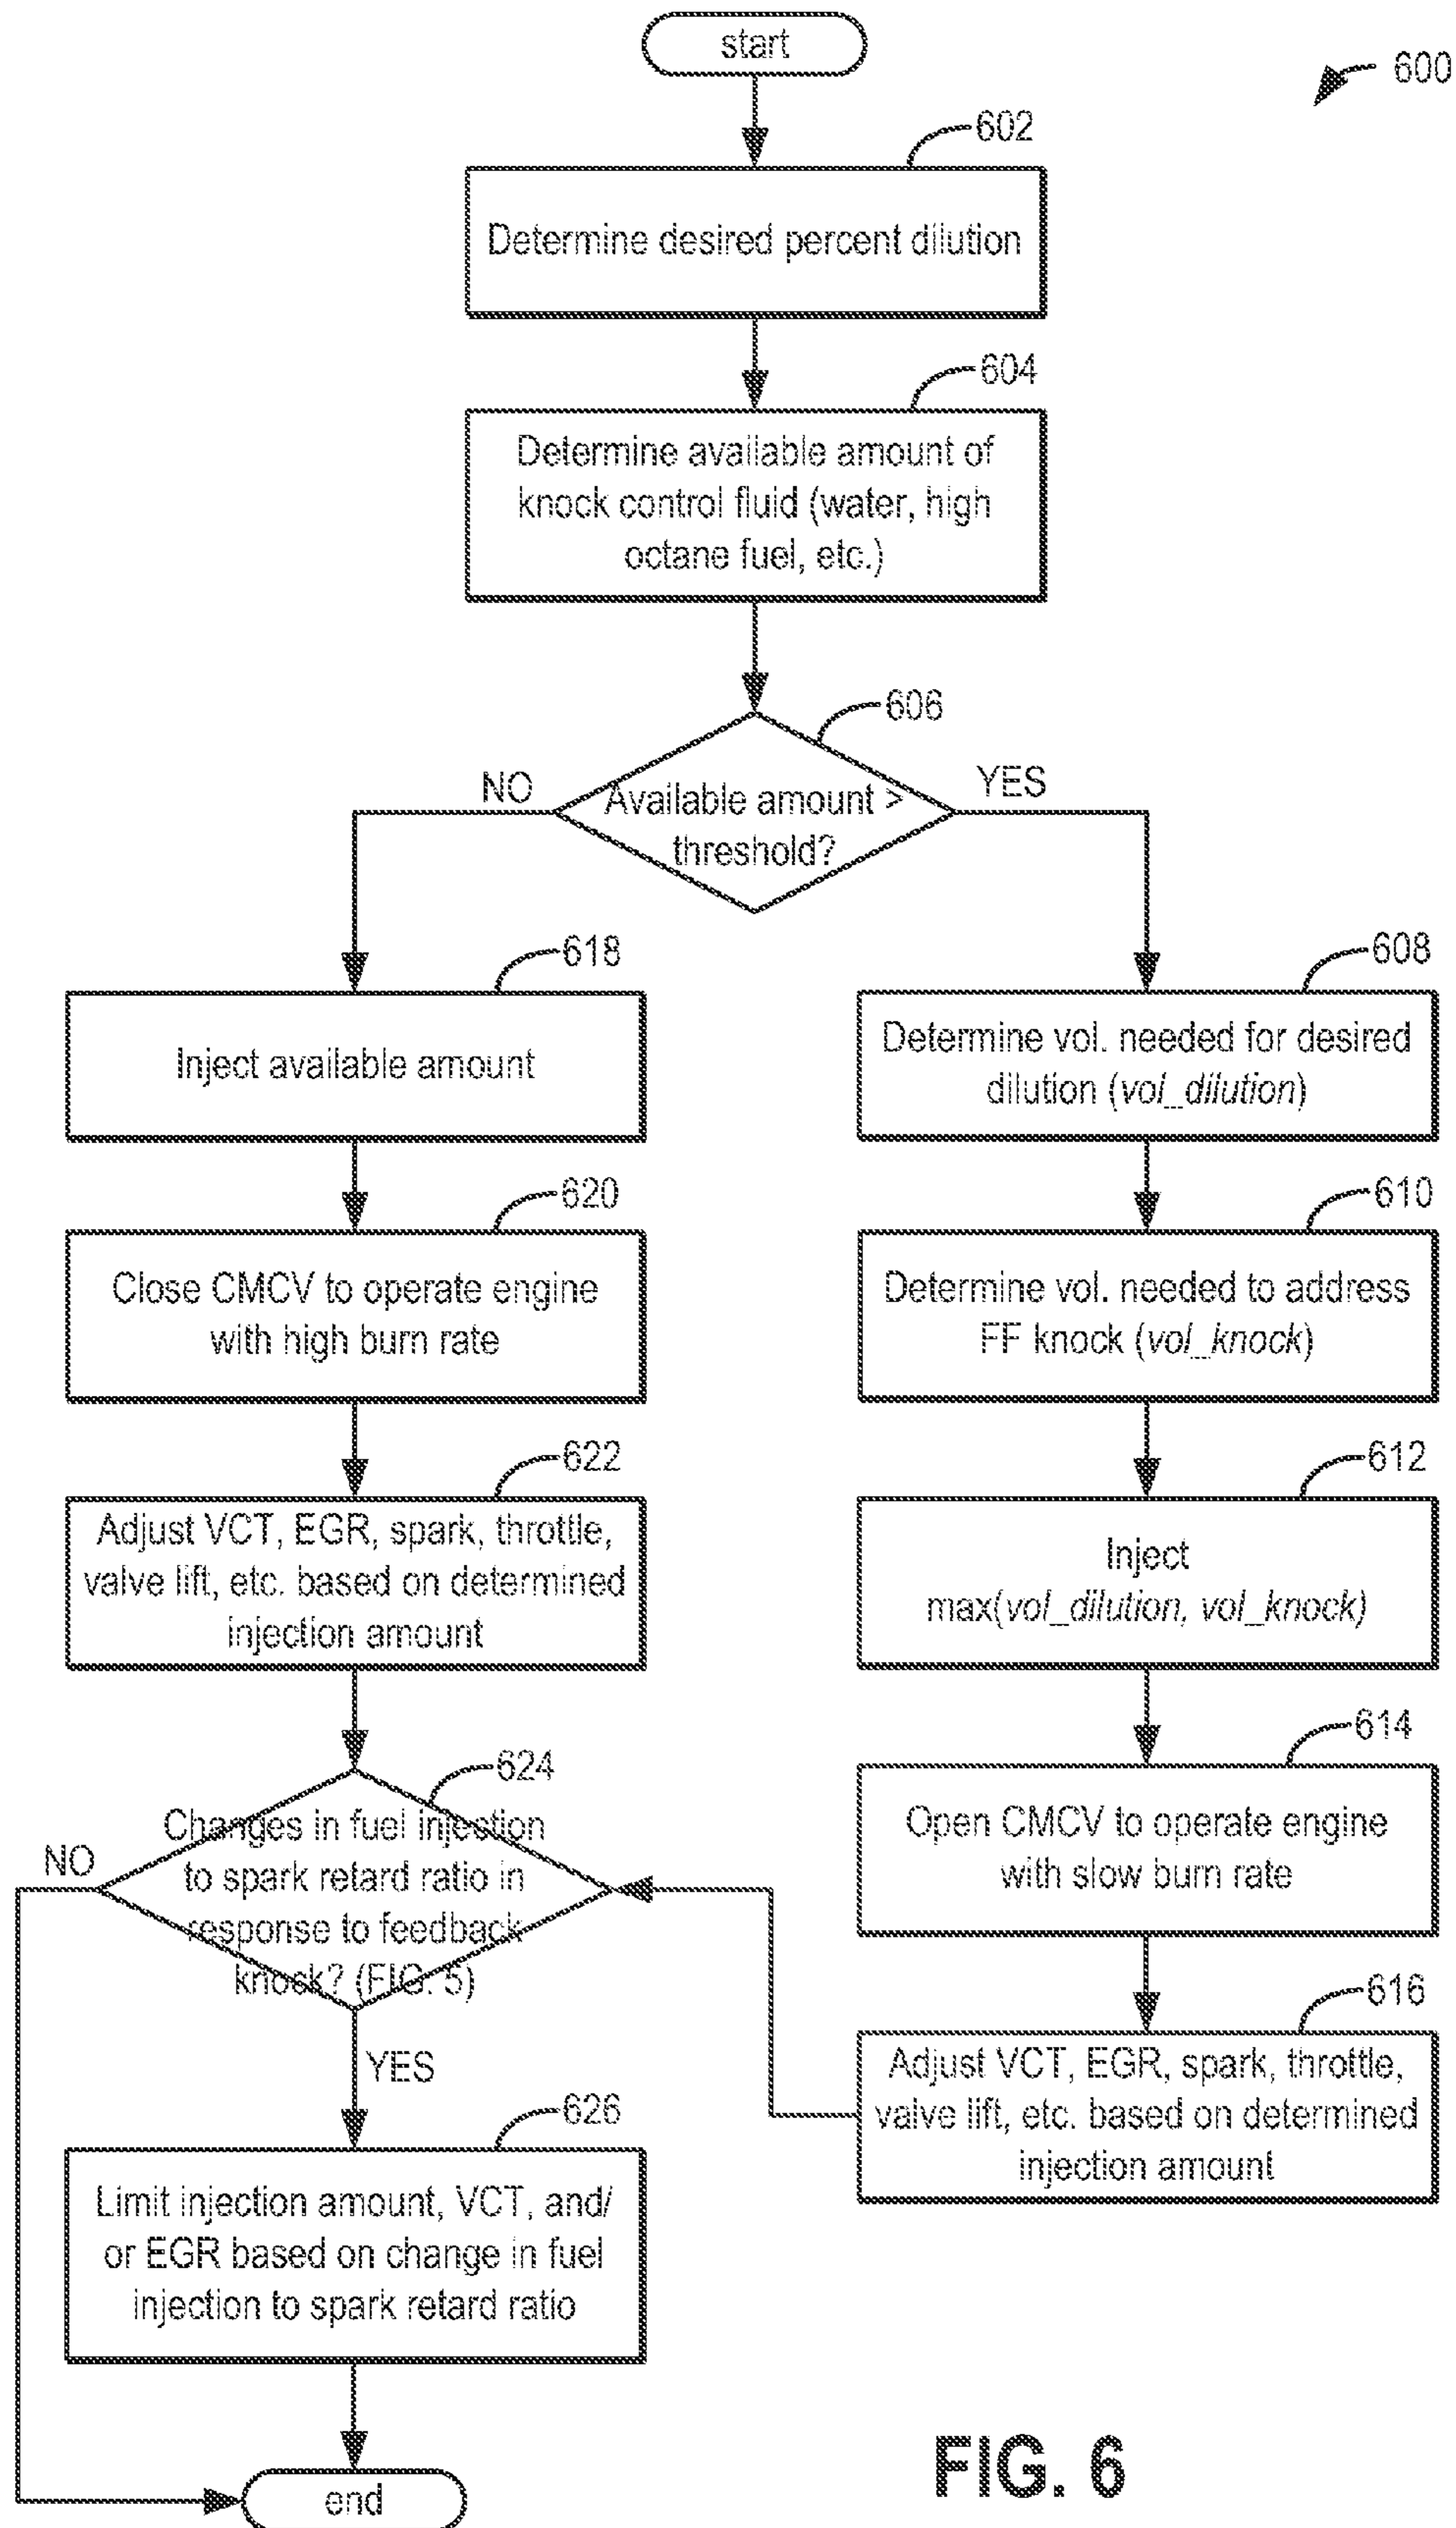 start
600
602
Determine desired percent dilution
604
Determine available amount of
knock control fluid (water, high
octane fuel, etc.)
606
NO
YES
Available amount >
threshold?
618
Inject available amount
608
Determine vol. needed for desired
dilution (vol_dilution)
620
Close CMCV to operate engine
with high burn rate
610
Determine vol. needed to address
FF knock (vol_knock)
622
Adjust VCT, EGR, spark, throttle,
valve lift, etc. based on determined
injection amount
612
Inject
max(vol_dilution, vol_knock)
624
Changes in fuel injection
to spark retard ratio in
response to feedback
knock? (FIG. 5)
NO
YES
614
Open CMCV to operate engine
with slow burn rate
616
Adjust VCT, EGR, spark, throttle,
valve lift, etc. based on determined
injection amount
626
Limit injection amount, VCT, and/
or EGR based on change in fuel
injection to spark retard ratio
end
FIG. 6